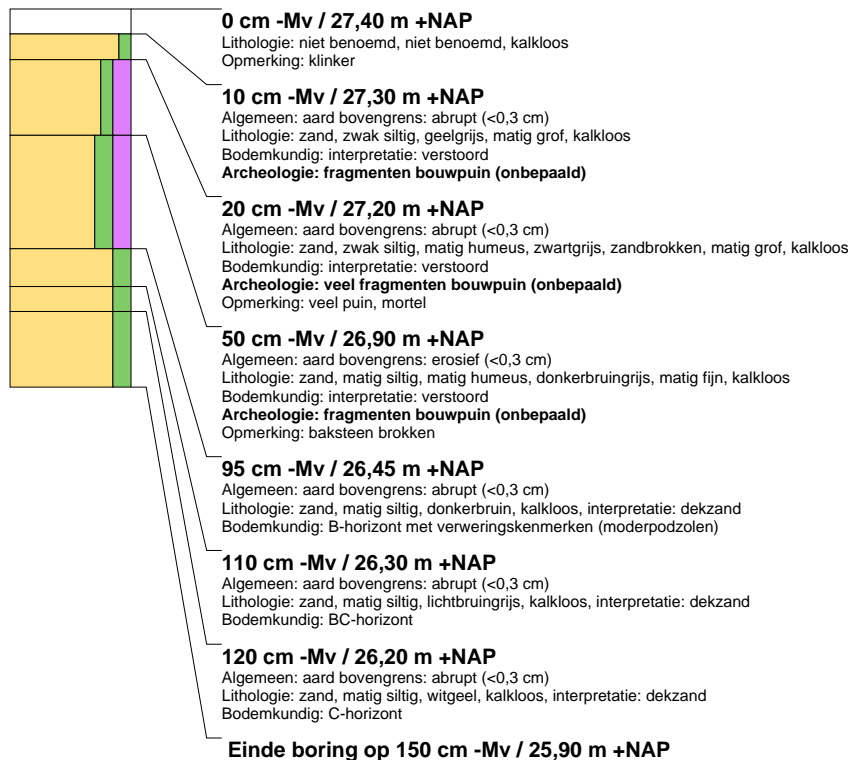 0 cm -Mv / 27,40 m +NAP
Lithologie: niet benoemd, niet benoemd, kalkloos
Opmerking: klinker
10 cm -Mv / 27,30 m +NAP
Algemeen: aard bovengrens: abrupt (<0,3 cm)
Lithologie: zand, zwak siltig, geelgrijs, matig grof, kalkloos
Bodemkundig: interpretatie: verstoord
Archeologie: fragmenten bouwpuin (onbepaald)
20 cm -Mv / 27,20 m +NAP
Algemeen: aard bovengrens: abrupt (<0,3 cm)
Lithologie: zand, zwak siltig, matig humeus, zwartgrijs, zandbrokken, matig grof, kalkloos
Bodemkundig: interpretatie: verstoord
Archeologie: veel fragmenten bouwpuin (onbepaald)
Opmerking: veel puin, mortel
50 cm -Mv / 26,90 m +NAP
Algemeen: aard bovengrens: erosief (<0,3 cm)
Lithologie: zand, matig siltig, matig humeus, donkerbruingrijs, matig fijn, kalkloos
Bodemkundig: interpretatie: verstoord
Archeologie: fragmenten bouwpuin (onbepaald)
Opmerking: baksteen brokken
95 cm -Mv / 26,45 m +NAP
Algemeen: aard bovengrens: abrupt (<0,3 cm)
Lithologie: zand, matig siltig, donkerbruin, kalkloos, interpretatie: dekzand
Bodemkundig: B-horizont met verweringskenmerken (moderpodzolen)
110 cm -Mv / 26,30 m +NAP
Algemeen: aard bovengrens: abrupt (<0,3 cm)
Lithologie: zand, matig siltig, lichtbruingrijs, kalkloos, interpretatie: dekzand
Bodemkundig: BC-horizont
120 cm -Mv / 26,20 m +NAP
Algemeen: aard bovengrens: abrupt (<0,3 cm)
Lithologie: zand, matig siltig, witgeel, kalkloos, interpretatie: dekzand
Bodemkundig: C-horizont
Einde boring op 150 cm -Mv / 25,90 m +NAP